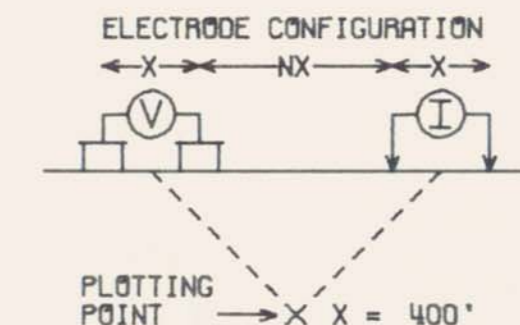 ELECTRODE CONFIGURATION
X NX X
V I
PLOTTING
POINT X X = 400'